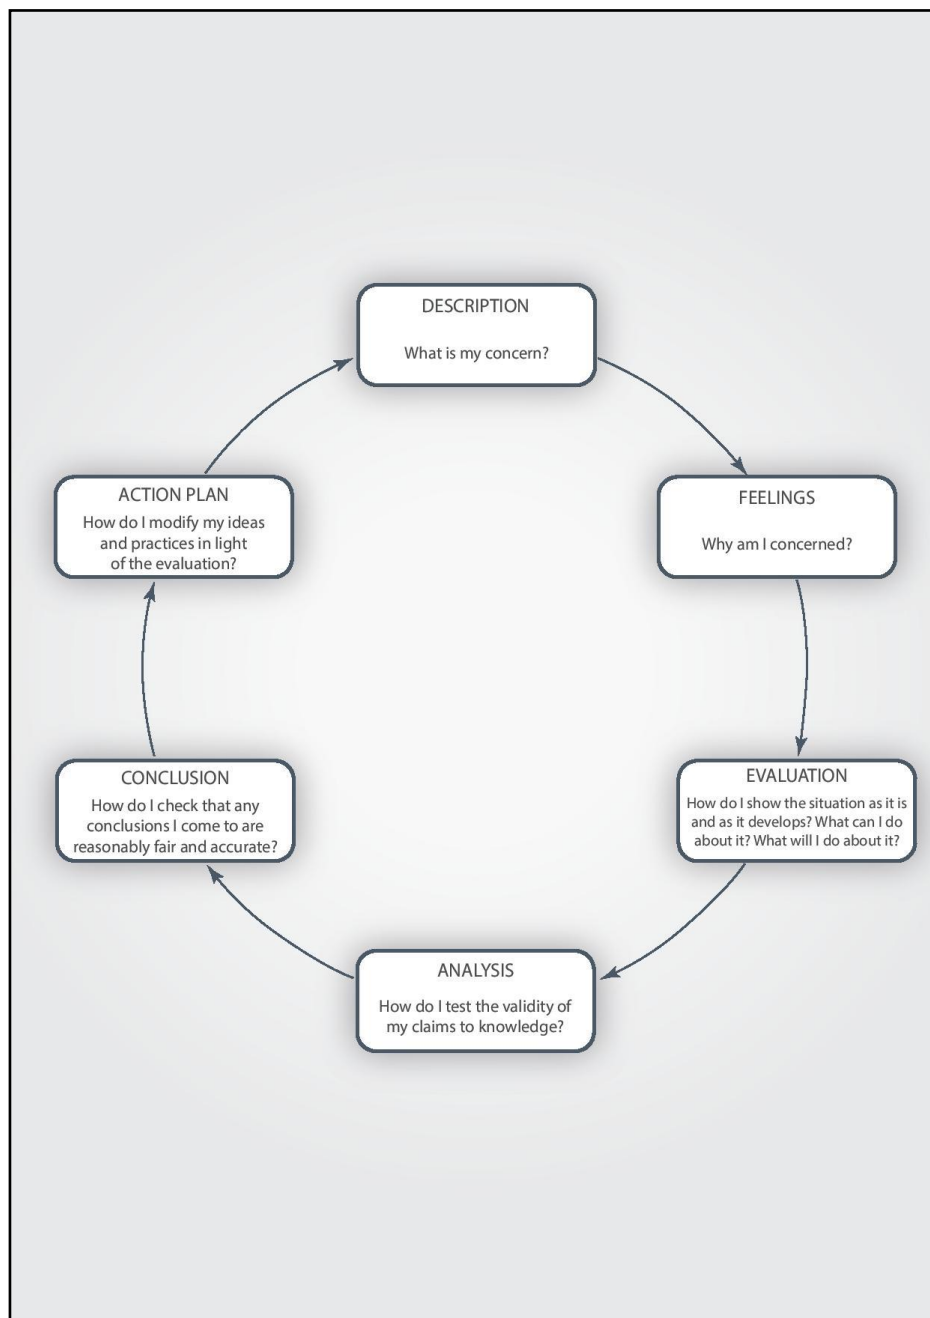 DESCRIPTION
What is my concern?
FEELINGS
Why am I concerned?
EVALUATION
How do I show the situation as it is
and as it develops? What can I do
about it? What will I do about it?
ANALYSIS
How do I test the validity of
my claims to knowledge?
CONCLUSION
How do I check that any
conclusions I come to are
reasonably fair and accurate?
ACTION PLAN
How do I modify my ideas
and practices in light
of the evaluation?